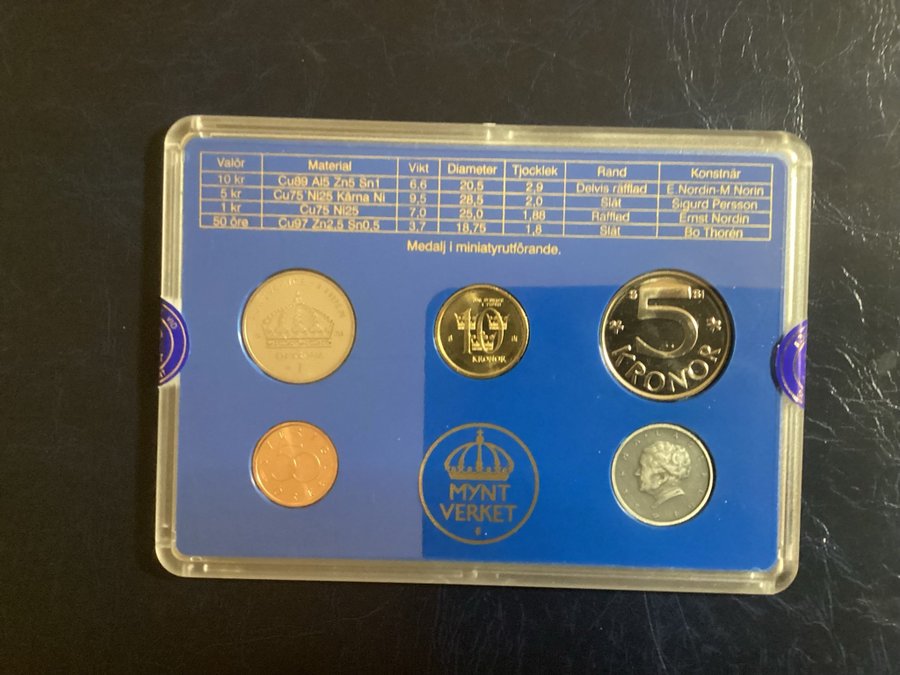 Valör Material Vikt Diameter Tjocklek Rand Konstnär
10 kr Cu89 Al5 Zn5 Sn1 6,6 20,5 2,9 Delvis räfflad E.Nordin-M Norin
5 kr Cu75 Ni25 Kärna Ni 9,5 28,5 2,0 Slät Sigurd Persson
1 kr Cu75 Ni25 7,0 25,0 1,88 Räfflad Ernst Nordin
50 öre Cu97 Zn2,5 Sn0,5 3,7 18,75 1,8 Slät Bo Thorén
Medalj i miniatyrutförande.
10
KRONOR
5
KRONOR
MYNT
VERKET